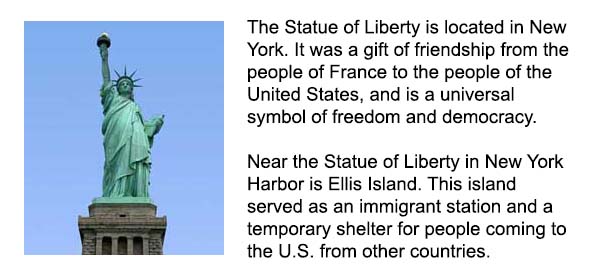 The Statue of Liberty is located in New
York. It was a gift of friendship from the
people of France to the people of the
United States, and is a universal
symbol of freedom and democracy.
Near the Statue of Liberty in New York
Harbor is Ellis Island. This island
served as an immigrant station and a
temporary shelter for people coming to
the U.S. from other countries.